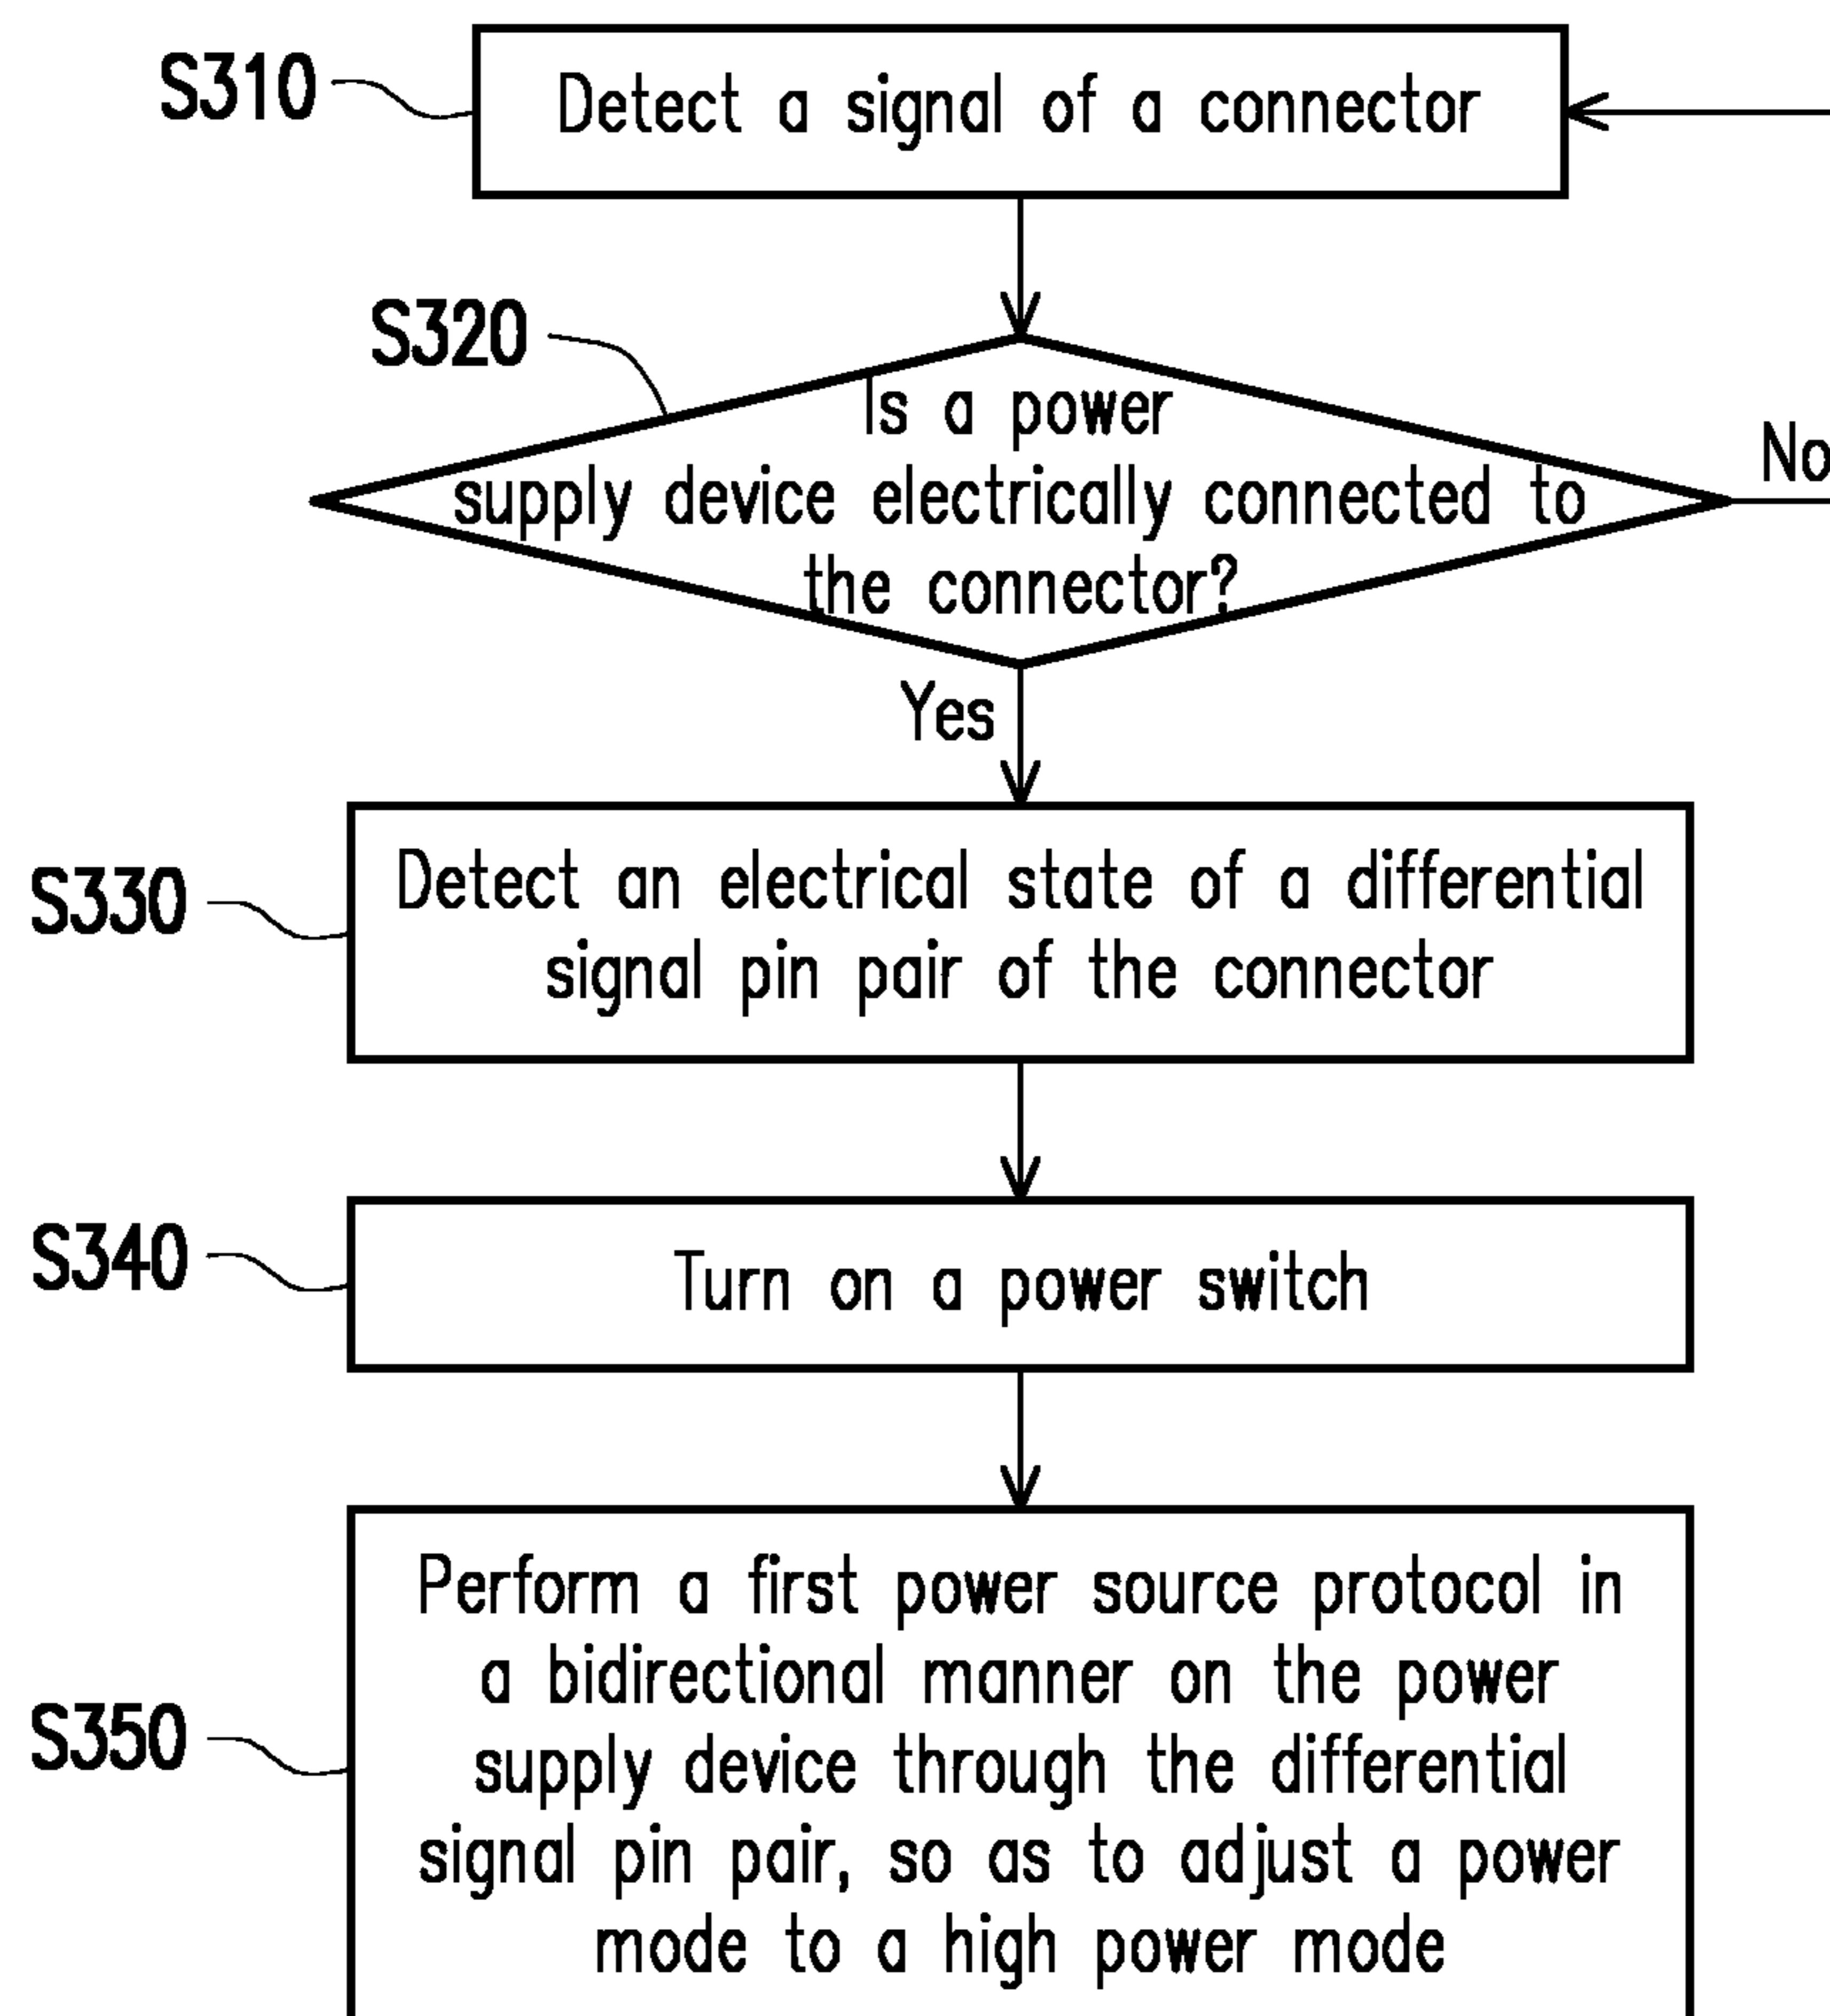 S310
Detect a signal of a connector
S320
Is a power
supply device electrically connected to
the connector?
No
Yes
S330
Detect an electrical state of a differential
signal pin pair of the connector
S340
Turn on a power switch
S350
Perform a first power source protocol in
a bidirectional manner on the power
supply device through the differential
signal pin pair, so as to adjust a power
mode to a high power mode